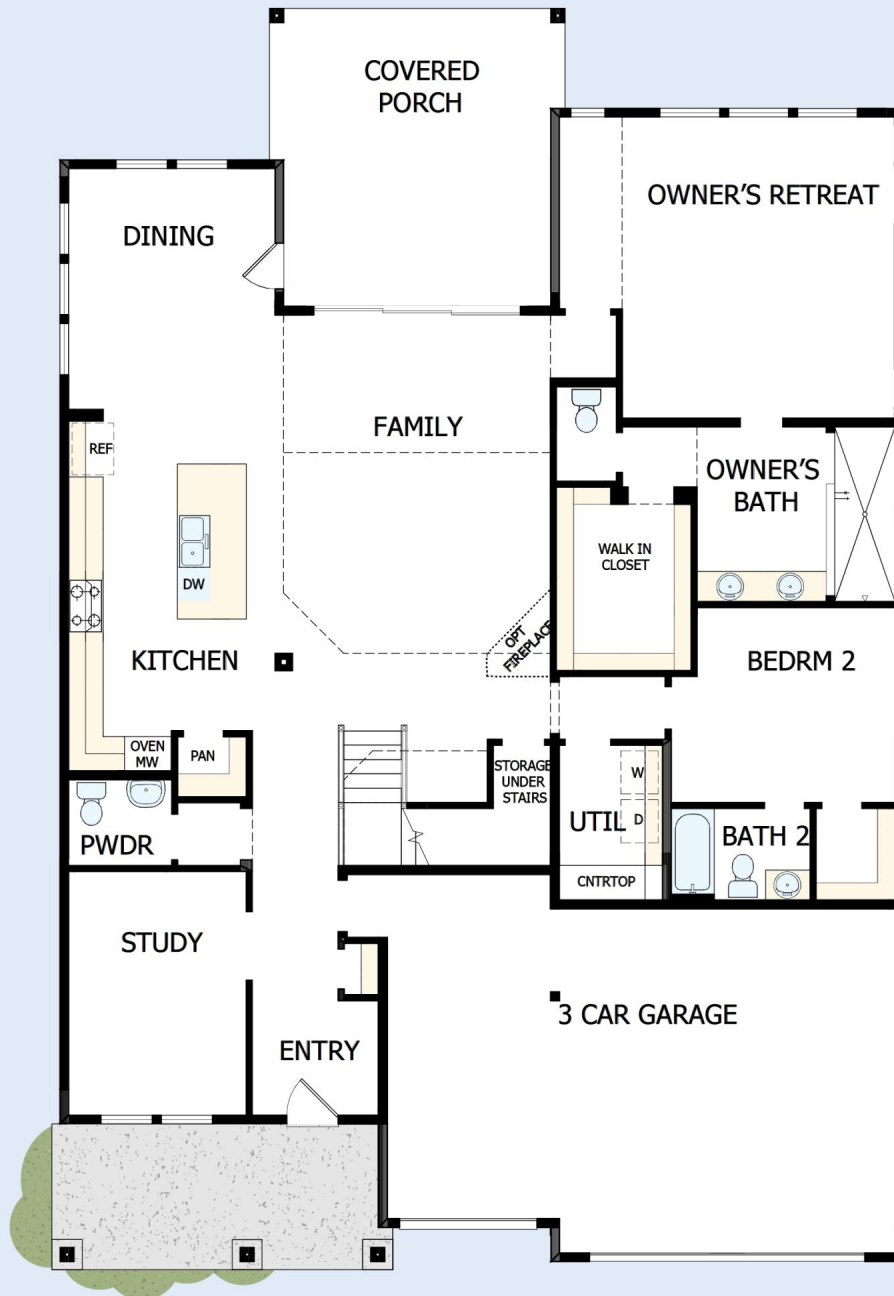 COVERED
PORCH
OWNER'S RETREAT
DINING
FAMILY
REF
OWNER'S
BATH
WALK IN
CLOSET
DW
OPT
FIREPLACE
KITCHEN
BEDRM 2
OVEN
MW
PAN
STORAGE
UNDER
STAIRS
W
D
UTIL
PWDR
BATH 2
CNTRTOP
STUDY
3 CAR GARAGE
ENTRY